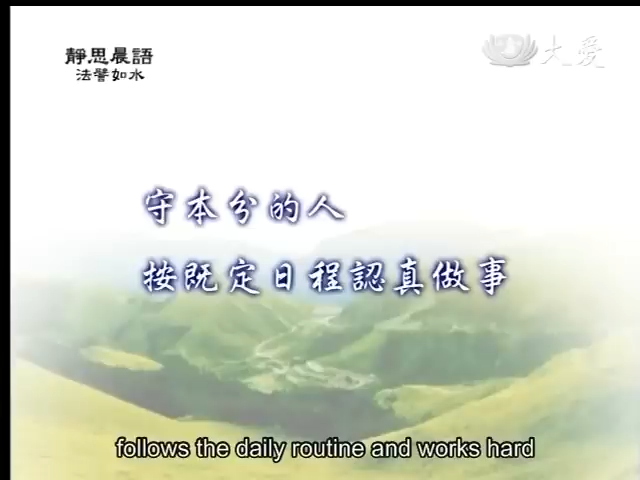 靜思晨語
法譬如水
大愛
守本分的人
按既定日程認真做事
follows the daily routine and works hard